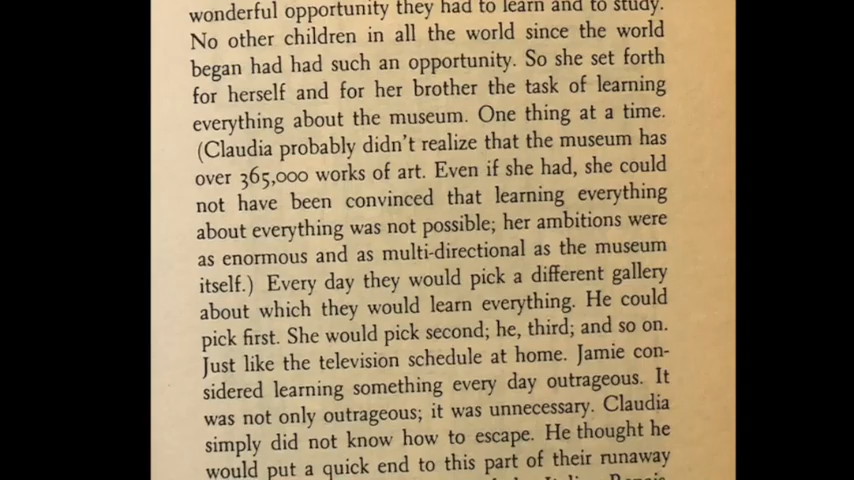 wonderful opportunity they had to learn and to study.
No other children in all the world since the world
began had had such an opportunity. So she set forth
for herself and for her brother the task of learning
everything about the museum. One thing at a time.
(Claudia probably didn't realize that the museum has
over 365,000 works of art. Even if she had, she could
not have been convinced that learning everything
about everything was not possible; her ambitions were
as enormous and as multi-directional as the museum
itself.) Every day they would pick a different gallery
about which they would learn everything. He could
pick first. She would pick second; he, third; and so on.
Just like the television schedule at home. Jamie con-
sidered learning something every day outrageous. It
was not only outrageous; it was unnecessary. Claudia
simply did not know how to escape. He thought he
would put a quick end to this part of their runaway